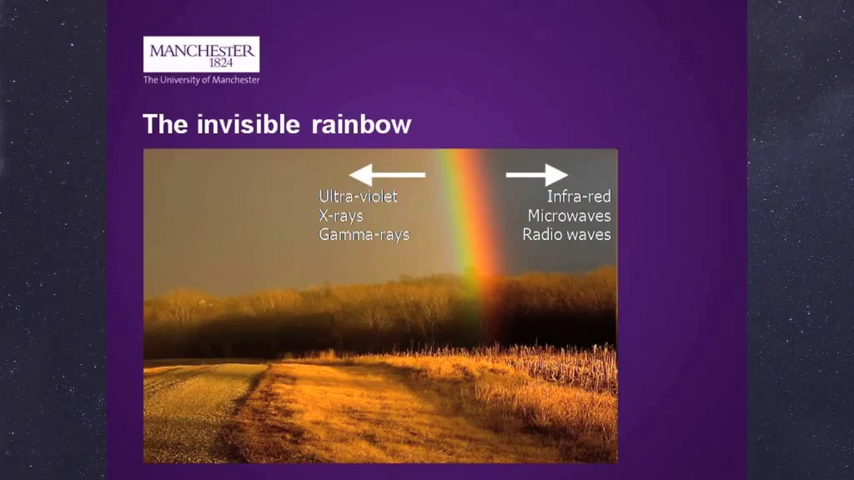 MANCHESTER
1824
The University of Manchester
The invisible rainbow
Ultra-violet
X-rays
Gamma-rays
Infra-red
Microwaves
Radio waves